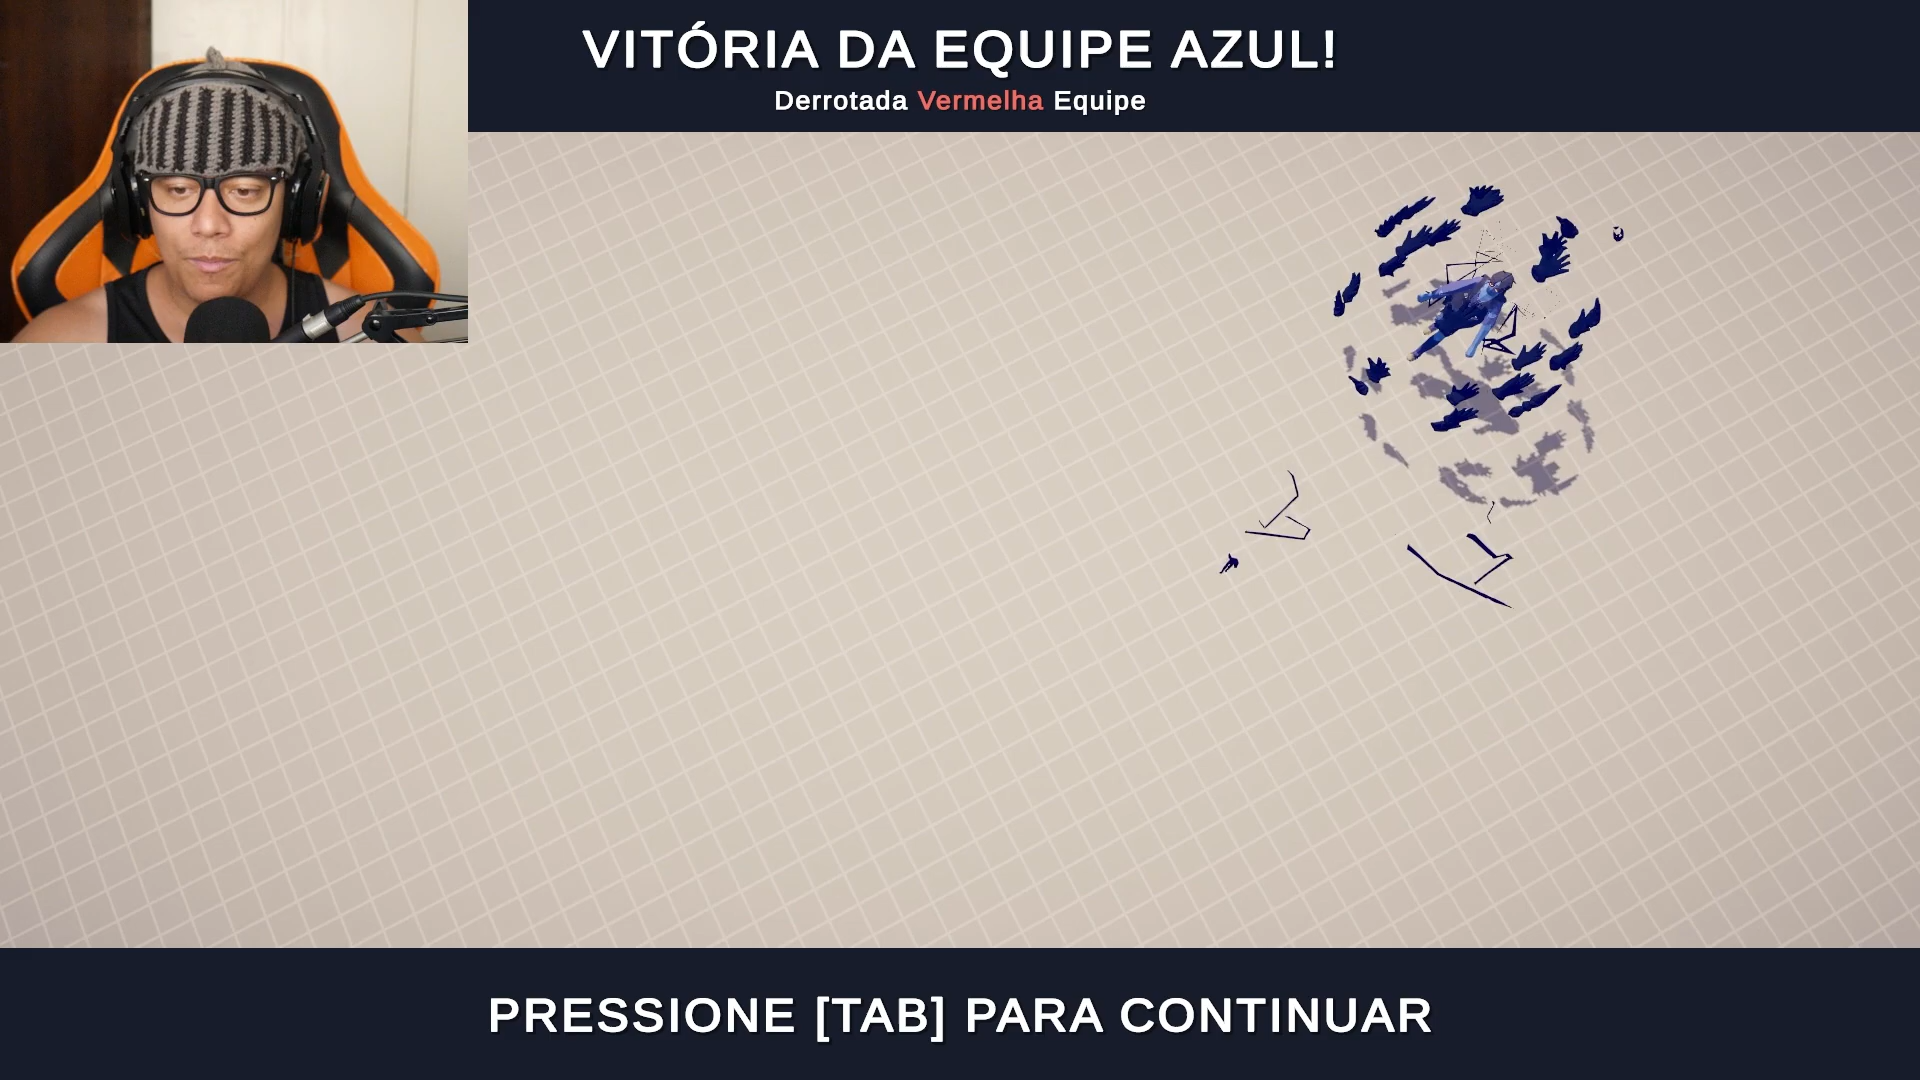 VITÓRIA DA EQUIPE AZUL!
Derrotada Vermelha Equipe
PRESSIONE [TAB] PARA CONTINUAR